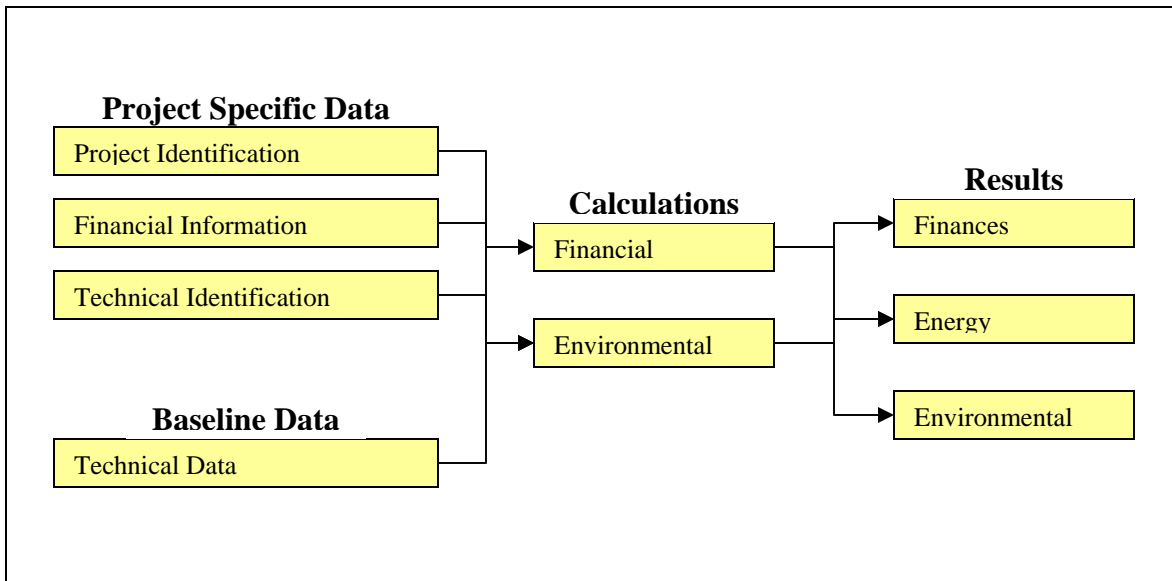 Project Specific Data
Project Identification
Financial Information
Technical Identification
Baseline Data
Technical Data
Calculations
Financial
Environmental
Results
Finances
Energy
Environmental